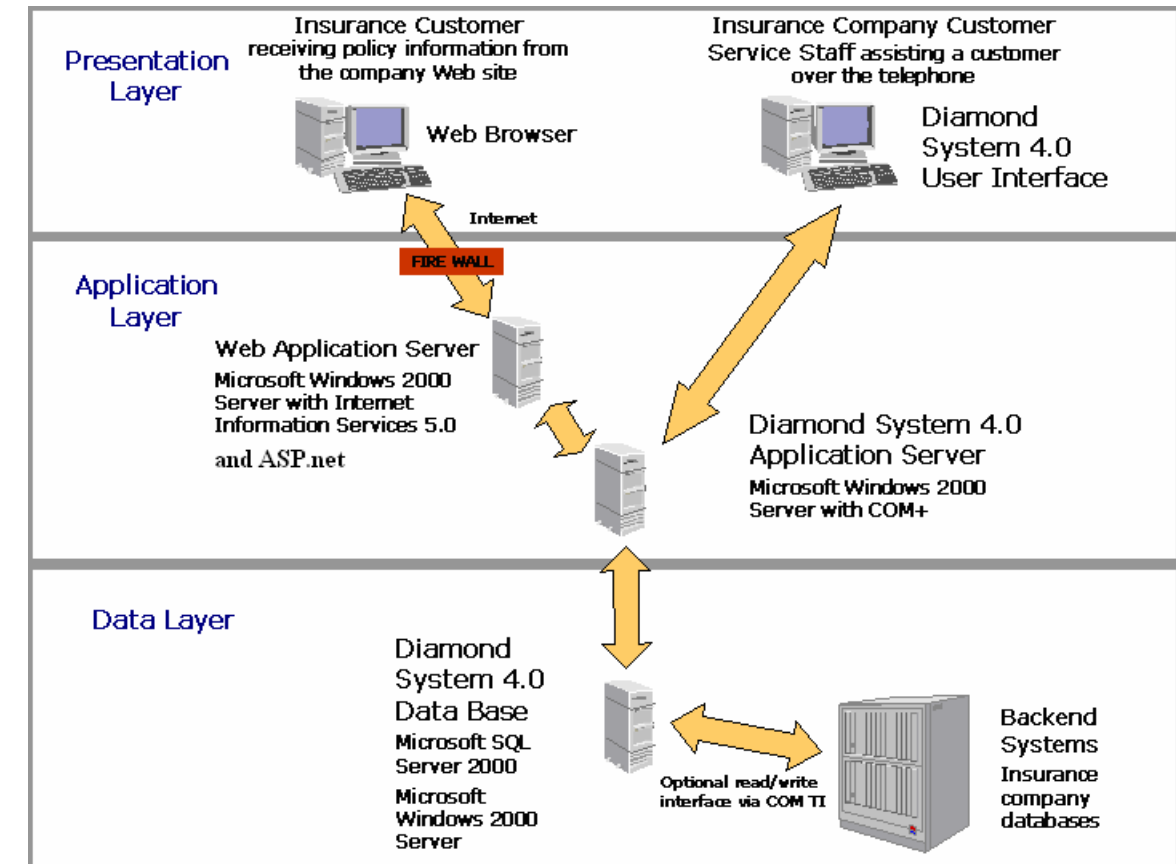 Presentation
Layer
Insurance Customer
receiving policy information from
the company Web site
Web Browser
Insurance Company Customer
Service Staff assisting a customer
over the telephone
Diamond
System 4.0
User Interface
Internet
FIRE WALL
Application
Layer
Web Application Server
Microsoft Windows 2000
Server with Internet
Information Services 5.0
and ASP.net
Diamond System 4.0
Application Server
Microsoft Windows 2000
Server with COM+
Data Layer
Diamond
System 4.0
Data Base
Microsoft SQL
Server 2000
Microsoft
Windows 2000
Server
Optional read/write
interface via COM TI
Backend
Systems
Insurance
company
databases